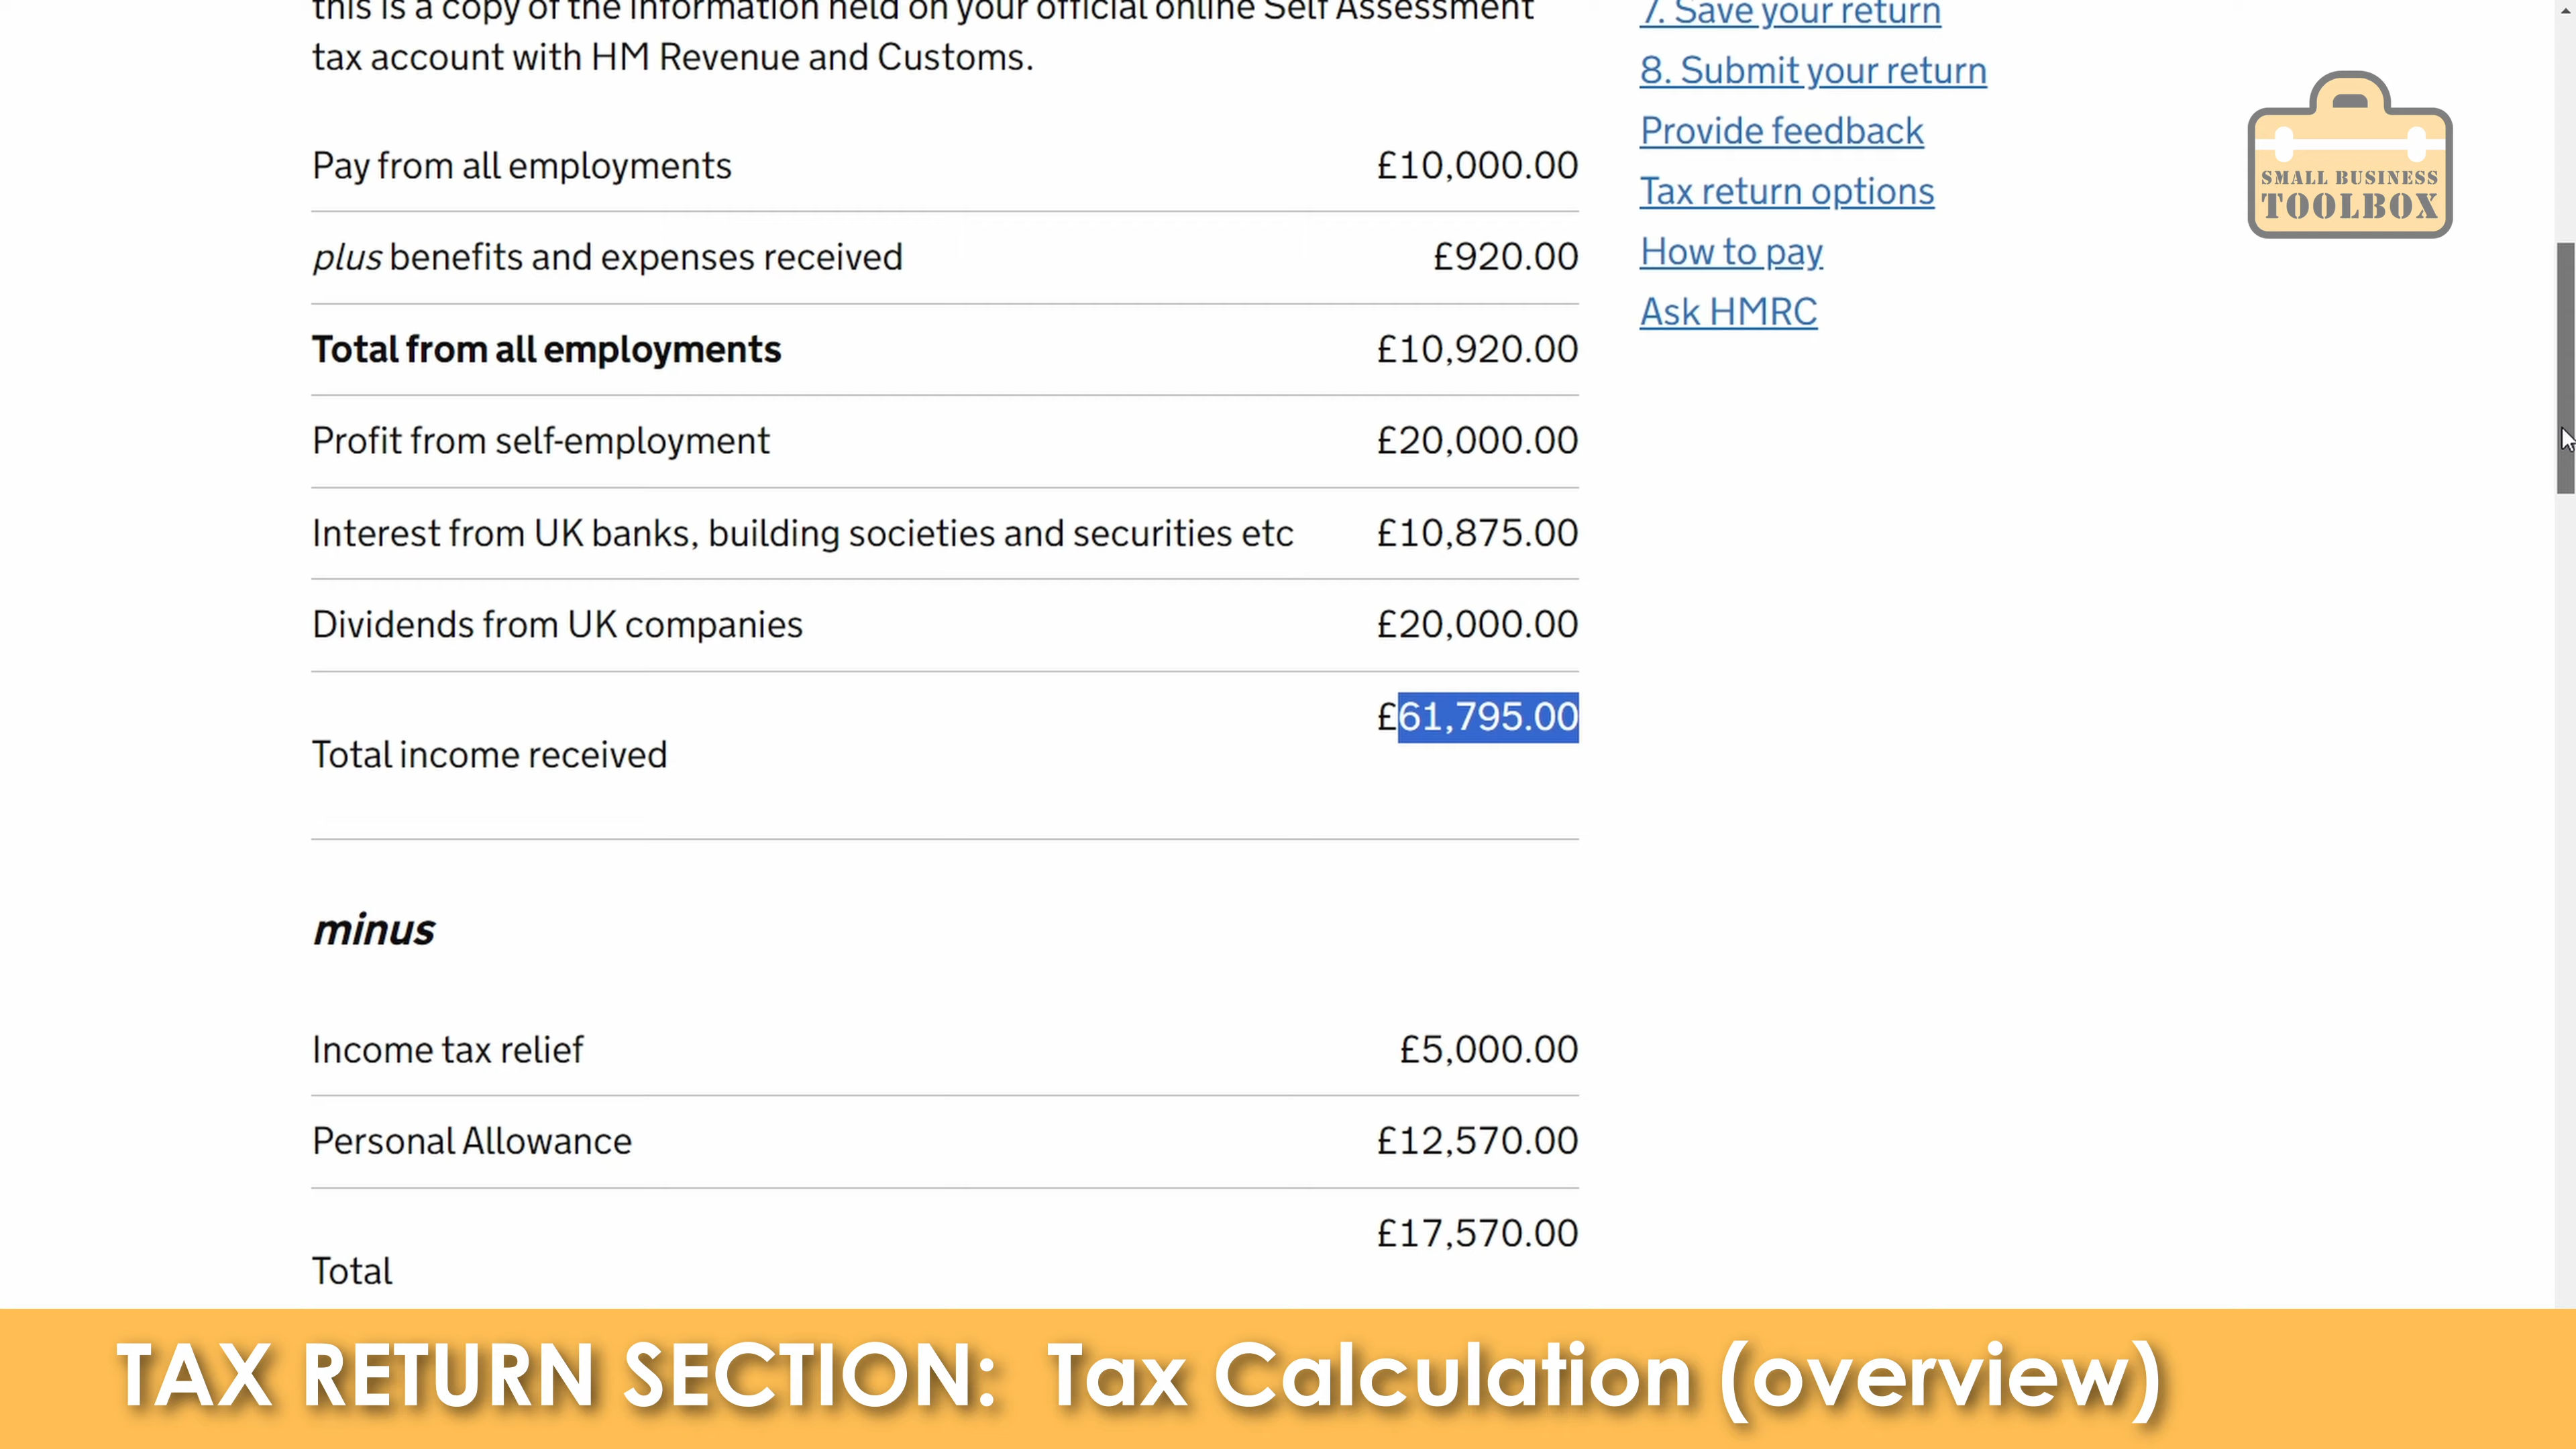 this is a copy of the information held on your official online Self Assessment
tax account with HM Revenue and Customs.
Pay from all employments £10,000.00
plus benefits and expenses received £920.00
Total from all employments £10,920.00
Profit from self-employment £20,000.00
Interest from UK banks, building societies and securities etc £10,875.00
Dividends from UK companies £20,000.00
£61,795.00
Total income received
minus
Income tax relief £5,000.00
Personal Allowance £12,570.00
£17,570.00
Total
7. Save your return
8. Submit your return
Provide feedback
Tax return options
How to pay
Ask HMRC
SMALL BUSINESS
TOOLBOX
TAX RETURN SECTION: Tax Calculation (overview)